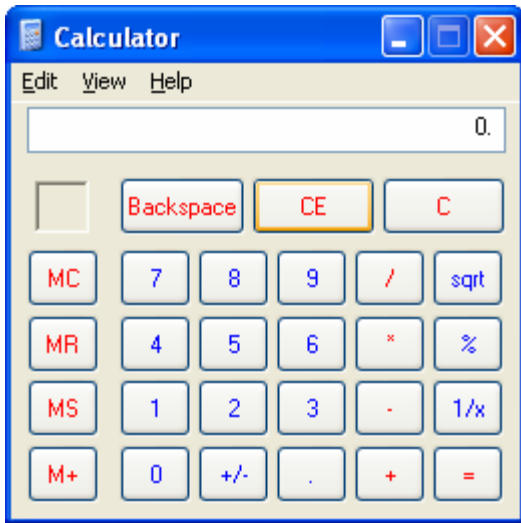 Calculator
Edit View Help
0.
Backspace CE C
MC 7 8 9 / sqrt
MR 4 5 6 * %
MS 1 2 3 - 1/x
M+ 0 +/- . + =